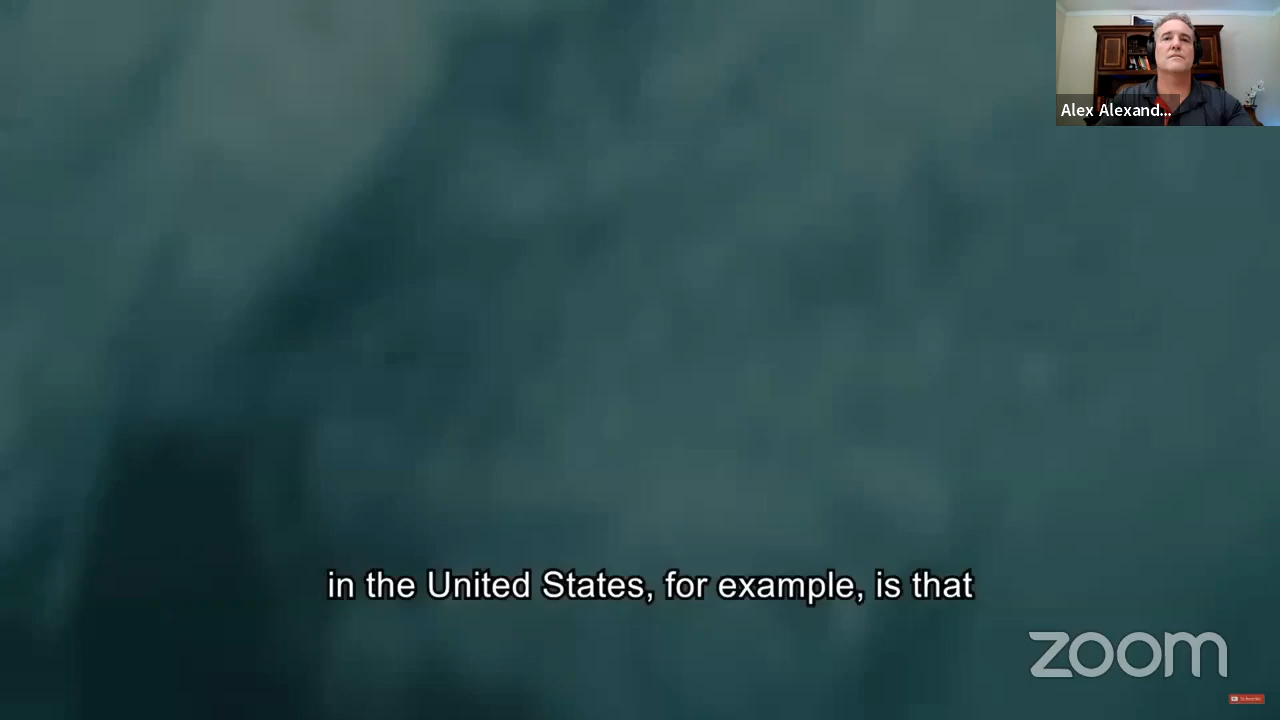 Alex Alexand...
in the United States, for example, is that
zoom